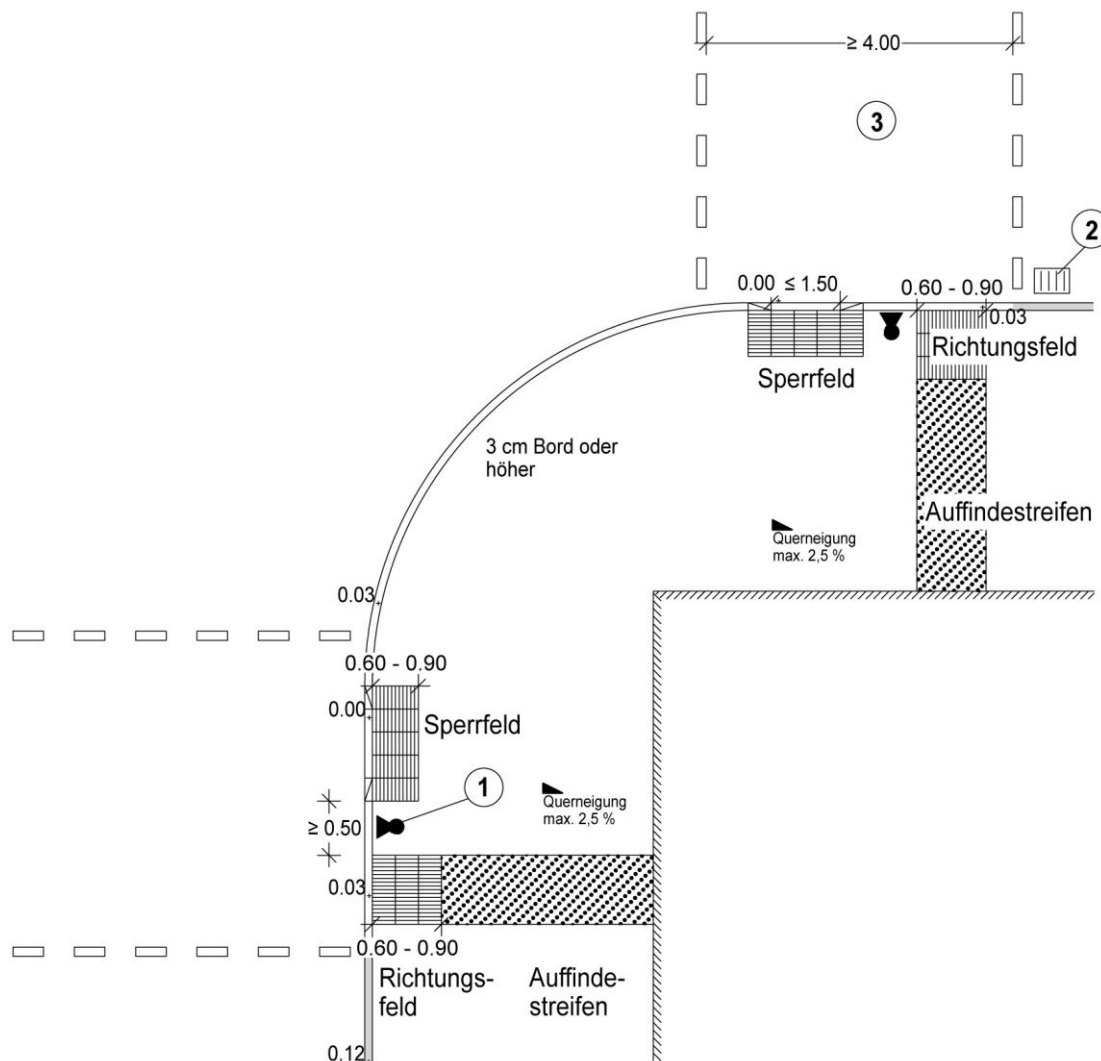 ≥ 4.00
3
2
0.00 ≤ 1.50
0.60 - 0.90
0.03
Richtungsfeld
Sperrfeld
3 cm Bord oder
höher
Auffindestreifen
Querneigung
max. 2,5 %
0.03
0.60 - 0.90
0.00
Sperrfeld
1
Querneigung
max. 2,5 %
≥ 0.50
0.03
0.60 - 0.90
Richtungs-
feld
Auffinde-
streifen
0.12